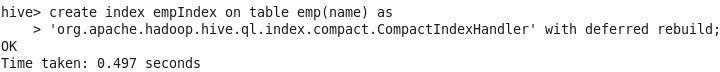 hive> create index empIndex on table emp(name) as
    > 'org.apache.hadoop.hive.ql.index.compact.CompactIndexHandler' with deferred rebuild;
OK
Time taken: 0.497 seconds